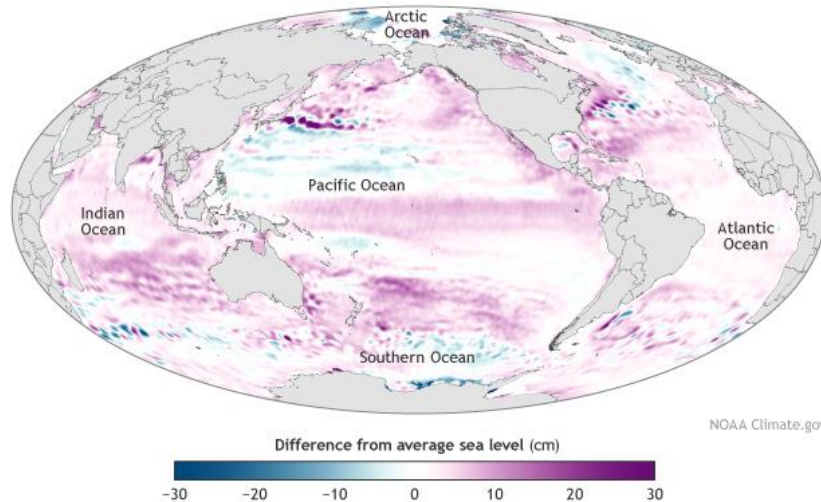 Arctic
Ocean
Pacific Ocean
Indian
Ocean
Atlantic
Ocean
Southern Ocean
NOAA Climate.gov
Difference from average sea level (cm)
−30 −20 −10 0 10 20 30